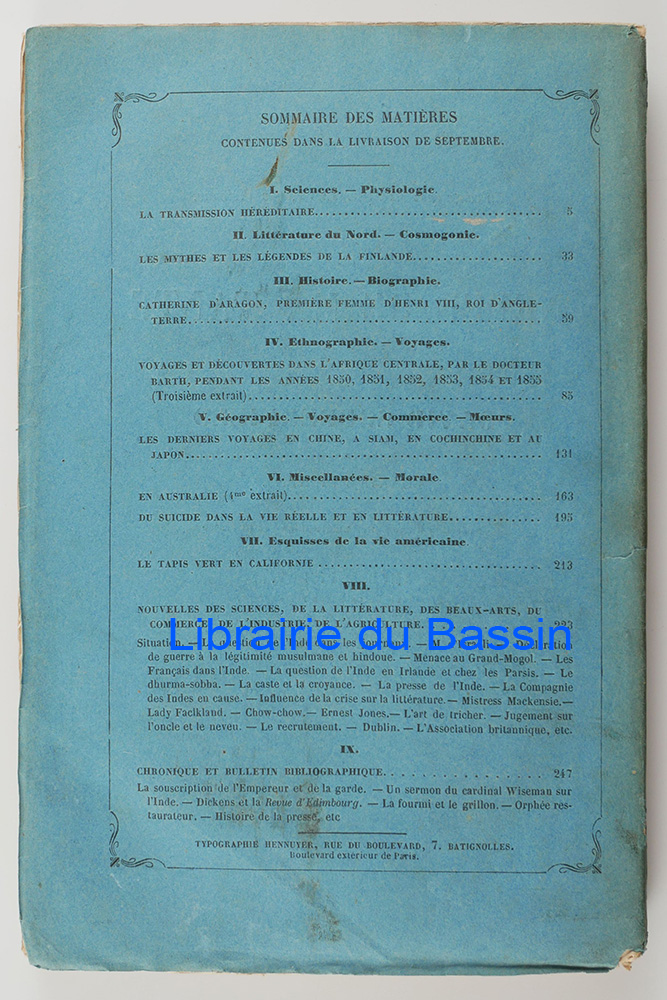 SOMMAIRE DES MATIÈRES
CONTENUES DANS LA LIVRAISON DE SEPTEMBRE.
I. Sciences. — Physiologie.
LA TRANSMISSION HÉREDITAIRE 5
II. Littérature du Nord. — Cosmogonie.
LES MYTHES ET LES LÉGENDES DE LA FINLANDE 33
III. Histoire. — Biographie.
CATHERINE D'ARAGON, PREMIÈRE FEMME D'HENRI VIII, ROI D'ANGLE-
TERRE 59
IV. Ethnographie. — Voyages.
VOYAGES ET DÉCOUVERTES DANS L'AFRIQUE CENTRALE, PAR LE DOCTEUR
BARTH, PENDANT LES ANNÉES 1850, 1851, 1852, 1853, 1854 ET 1855
(Troisième extrait) 85
V. Géographie. — Voyages. — Commerce — Mœurs.
LES DERNIERS VOYAGES EN CHINE, A SIAM, EN COCHINCHINE ET AU
JAPON 131
VI. Miscellanées. — Morale
EN AUSTRALIE (4me extrait) 163
DU SUICIDE DANS LA VIE RÉELLE ET EN LITTÉRATURE 195
VII. Esquisses de la vie américaine
LE TAPIS VERT EN CALIFORNIE 213
VIII.
NOUVELLES DES SCIENCES, DE LA LITTÉRATURE, DES BEAUX-ARTS, DU
COMMERCE, DE L'INDUSTRIE, DE L'AGRICULTURE. 223
Librairie du Bassin
Situation. — La question de l'Inde dans les journaux. — Déclaration
de guerre à la légitimité musulmane et hindoue. — Menace au Grand-Mogol. — Les
Français dans l'Inde. — La question de l'Inde en Irlande et chez les Parsis. — Le
dhurma-sobba. — La caste et la croyance. — La presse de l'Inde. — La Compagnie
des Indes en cause. — Influence de la crise sur la littérature. — Mistress Mackensie. —
Lady Faclkland. — Chow-chow. — Ernest Jones. — L'art de tricher. — Jugement sur
l'oncle et le neveu. — Le recrutement. — Dublin. — L'Association britannique, etc.
IX.
CHRONIQUE ET BULLETIN BIBLIOGRAPHIQUE 247
La souscription de l'Empereur et de la garde. — Un sermon du cardinal Wiseman sur
l'Inde. — Dickens et la Revue d'Edimbourg. — La fourmi et le grillon. — Orphée res-
taurateur. — Histoire de la presse, etc
TYPOGRAPHIE HENNUYER, RUE DU BOULEVARD, 7. BATIGNOLLES.
Boulevard extérieur de Paris.